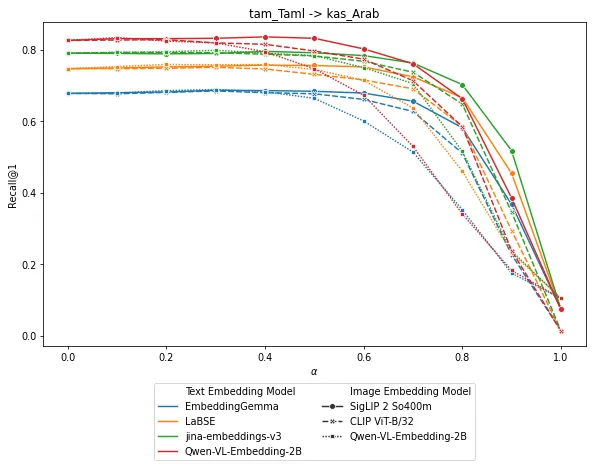 tam_Taml -> kas_Arab
Recall@1
0.8
0.6
0.4
0.2
0.0
0.0 0.2 0.4 0.6 0.8 1.0
α
Text Embedding Model
EmbeddingGemma
LaBSE
jina-embeddings-v3
Qwen-VL-Embedding-2B
Image Embedding Model
SigLIP 2 So400m
CLIP ViT-B/32
Qwen-VL-Embedding-2B